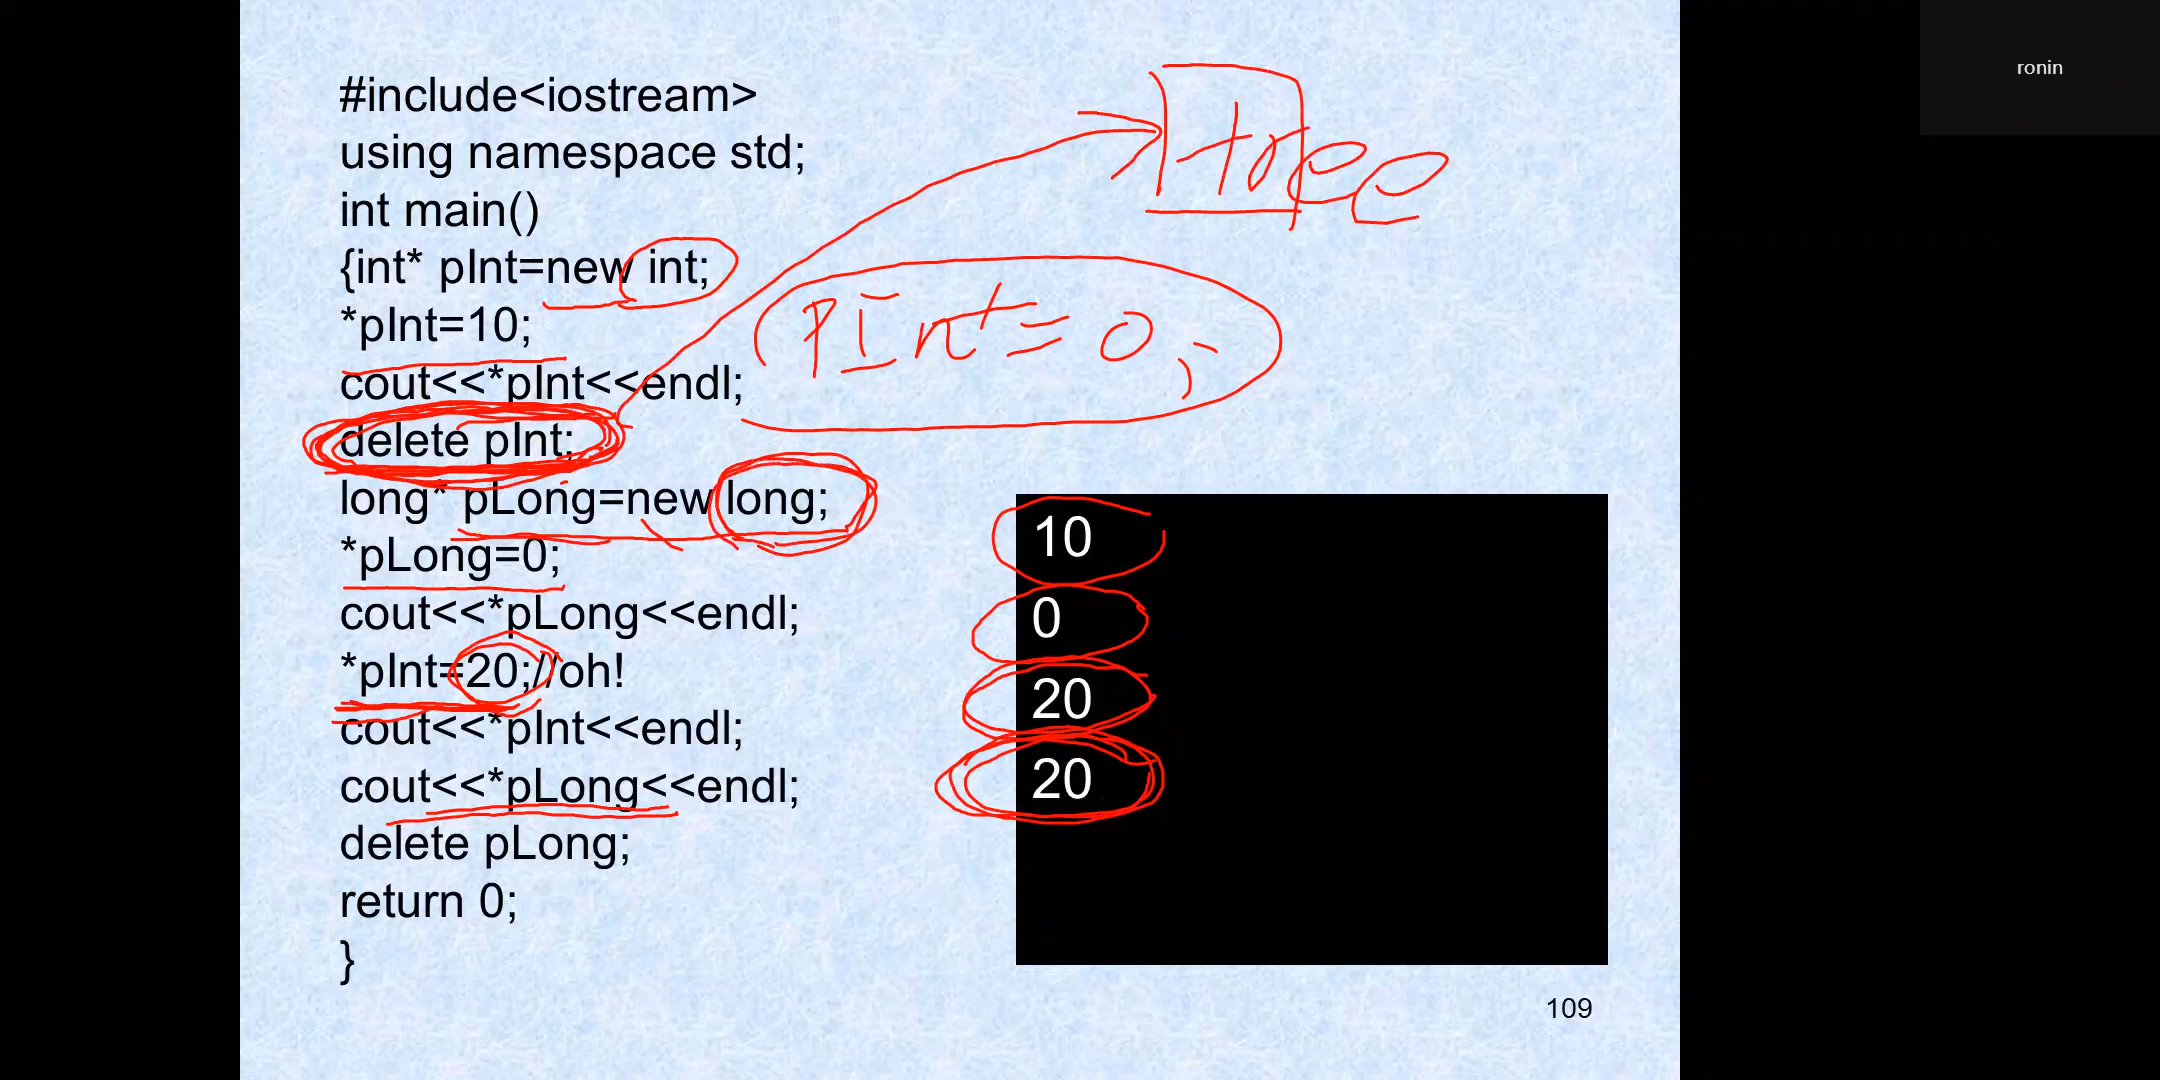 #include<iostream>
using namespace std;
int main()
{int* pInt=new int;
*pInt=10;
cout<<*pInt<<endl;
delete pInt;
long* pLong=new long;
*pLong=0;
cout<<*pLong<<endl;
*pInt=20;//oh!
cout<<*pInt<<endl;
cout<<*pLong<<endl;
delete pLong;
return 0;
}
tree
PInt=0;
10
0
20
20
109
ronin